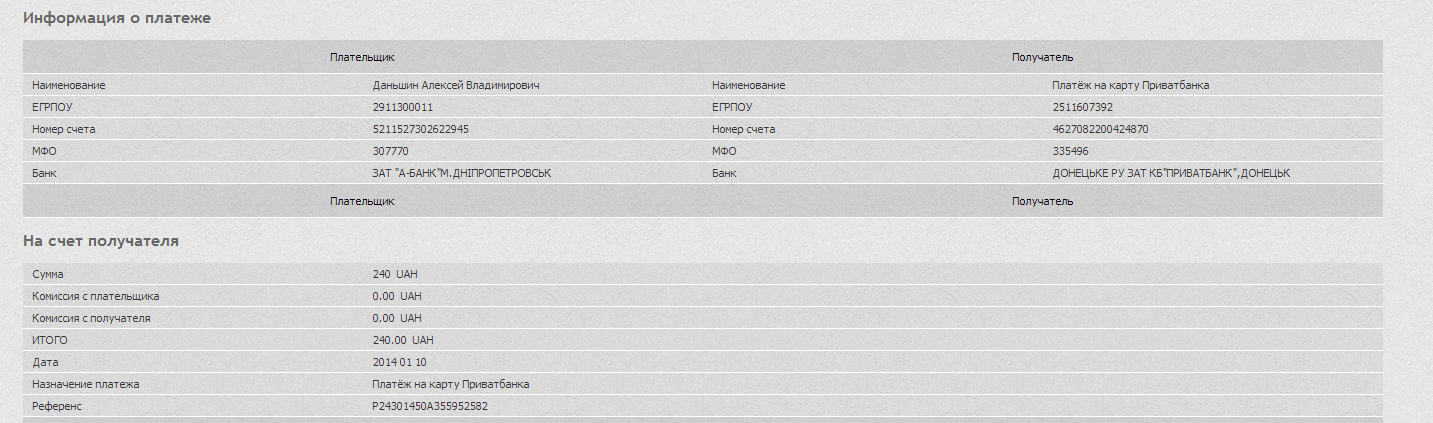 Информация о платеже
Плательщик Получатель
Наименование Даньшин Алексей Владимирович Наименование Платёж на карту Приватбанка
ЕГРПОУ 2911300011 ЕГРПОУ 2511607392
Номер счета 5211527302622945 Номер счета 4627082200424870
МФО 307770 МФО 335496
Банк ЗАТ "А-БАНК"М.ДНІПРОПЕТРОВСЬК Банк ДОНЕЦЬКЕ РУ ЗАТ КБ"ПРИВАТБАНК",ДОНЕЦЬК
Плательщик Получатель
На счет получателя
Сумма 240 UAH
Комиссия с плательщика 0.00 UAH
Комиссия с получателя 0.00 UAH
ИТОГО 240.00 UAH
Дата 2014 01 10
Назначение платежа Платёж на карту Приватбанка
Референс P24301450A355952582